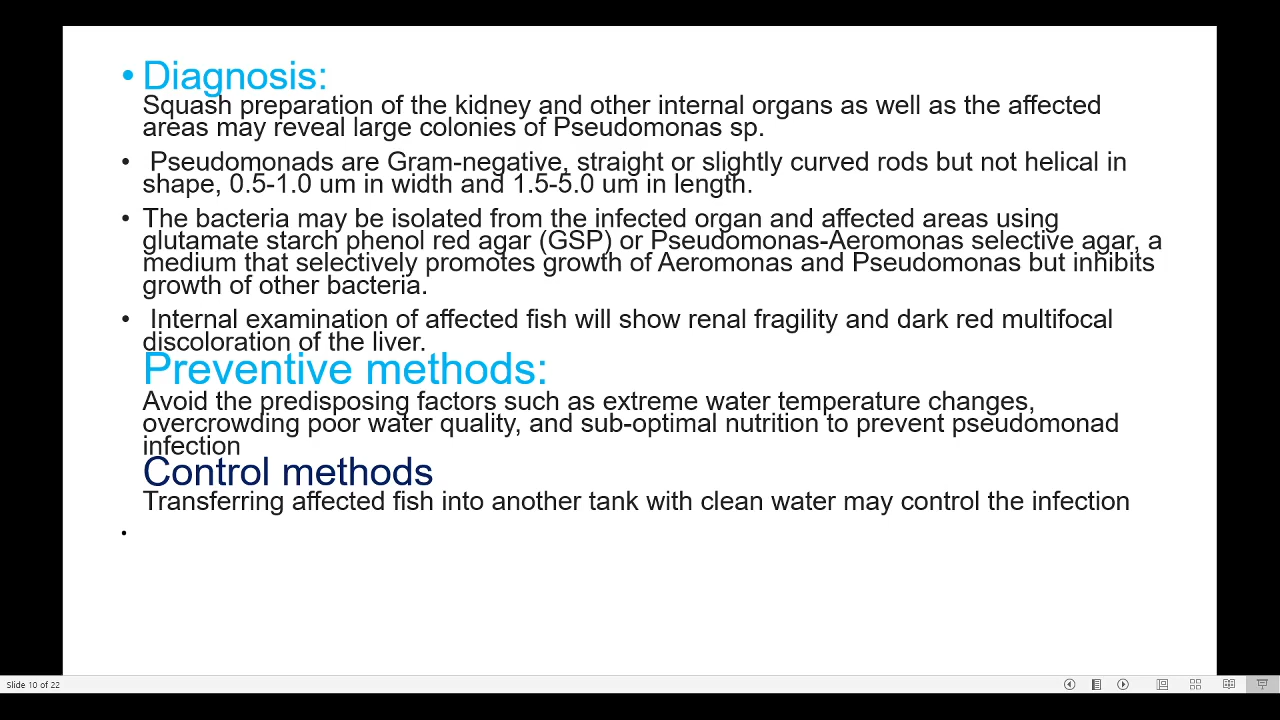 • Diagnosis:
Squash preparation of the kidney and other internal organs as well as the affected
areas may reveal large colonies of Pseudomonas sp.
• Pseudomonads are Gram-negative, straight or slightly curved rods but not helical in
shape, 0.5-1.0 um in width and 1.5-5.0 um in length.
• The bacteria may be isolated from the infected organ and affected areas using
glutamate starch phenol red agar (GSP) or Pseudomonas-Aeromonas selective agar, a
medium that selectively promotes growth of Aeromonas and Pseudomonas but inhibits
growth of other bacteria.
• Internal examination of affected fish will show renal fragility and dark red multifocal
discoloration of the liver.
Preventive methods:
Avoid the predisposing factors such as extreme water temperature changes,
overcrowding poor water quality, and sub-optimal nutrition to prevent pseudomonad
infection
Control methods
Transferring affected fish into another tank with clean water may control the infection
•
Slide 10 of 22